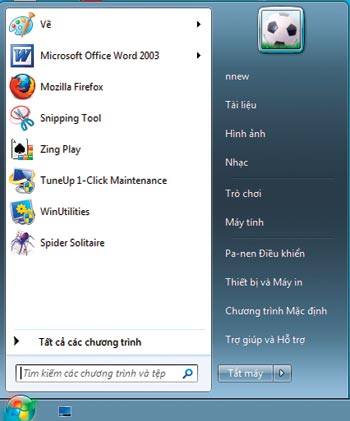 Vẽ
Microsoft Office Word 2003
Mozilla Firefox
Snipping Tool
Zing Play
TuneUp 1-Click Maintenance
WinUtilities
Spider Solitaire
Tất cả các chương trình
Tìm kiếm các chương trình và tệp
nnew
Tài liệu
Hình ảnh
Nhạc
Trò chơi
Máy tính
Pa-nen Điều khiển
Thiết bị và Máy in
Chương trình Mặc định
Trợ giúp và Hỗ trợ
Tắt máy